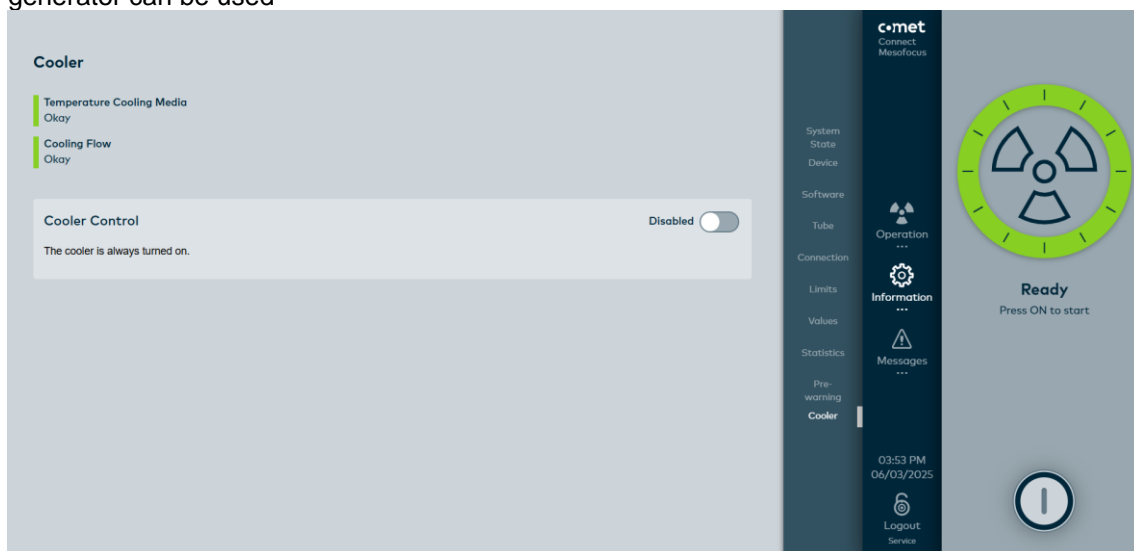 generator can be used
Cooler
Temperature Cooling Media
Okay
Cooling Flow
Okay
Cooler Control
Disabled
The cooler is always turned on.
System
State
Device
Software
Tube
Connection
Limits
Values
Statistics
Pre-
warning
Cooler
comet
Connect
Mesofocus
Operation
Information
Messages
03:53 PM
06/03/2025
Logout
Service
Ready
Press ON to start